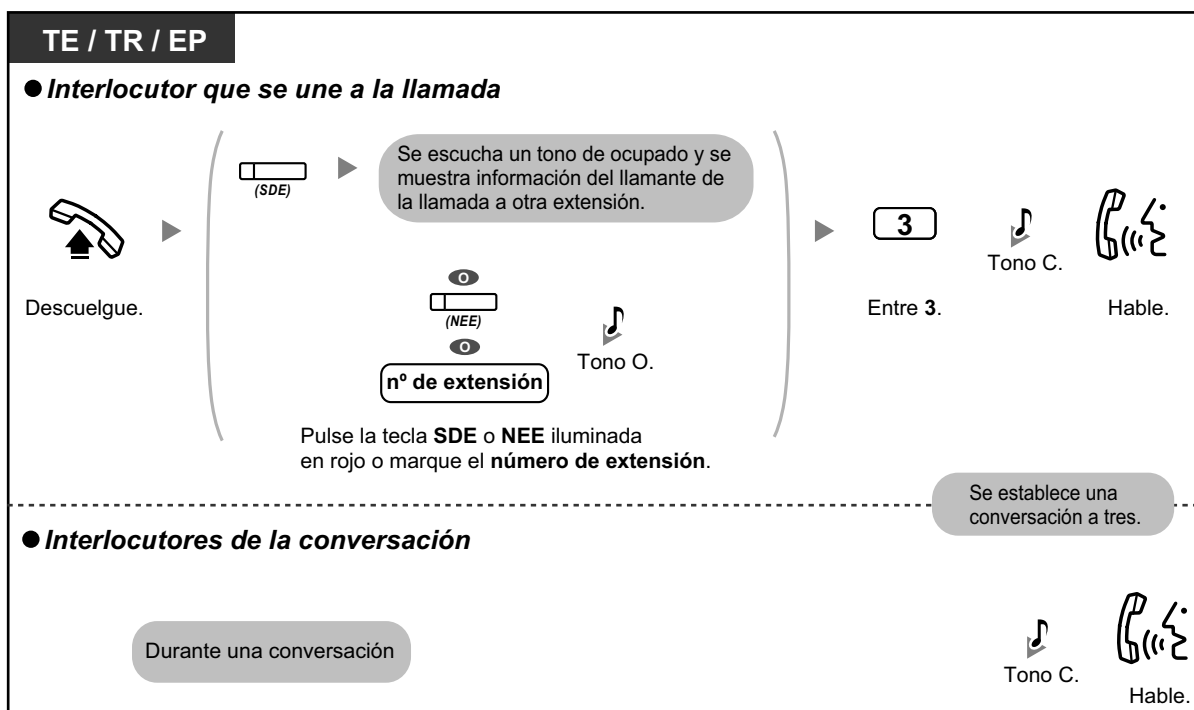 TE / TR / EP
● Interlocutor que se une a la llamada
Se escucha un tono de ocupado y se
muestra información del llamante de
la llamada a otra extensión.
(SDE)
O
(NEE)
O
nº de extensión
Tono O.
Pulse la tecla SDE o NEE iluminada
en rojo o marque el número de extensión.
Descuelgue.
3
Entre 3.
Tono C.
Hable.
Se establece una
conversación a tres.
● Interlocutores de la conversación
Durante una conversación
Tono C.
Hable.